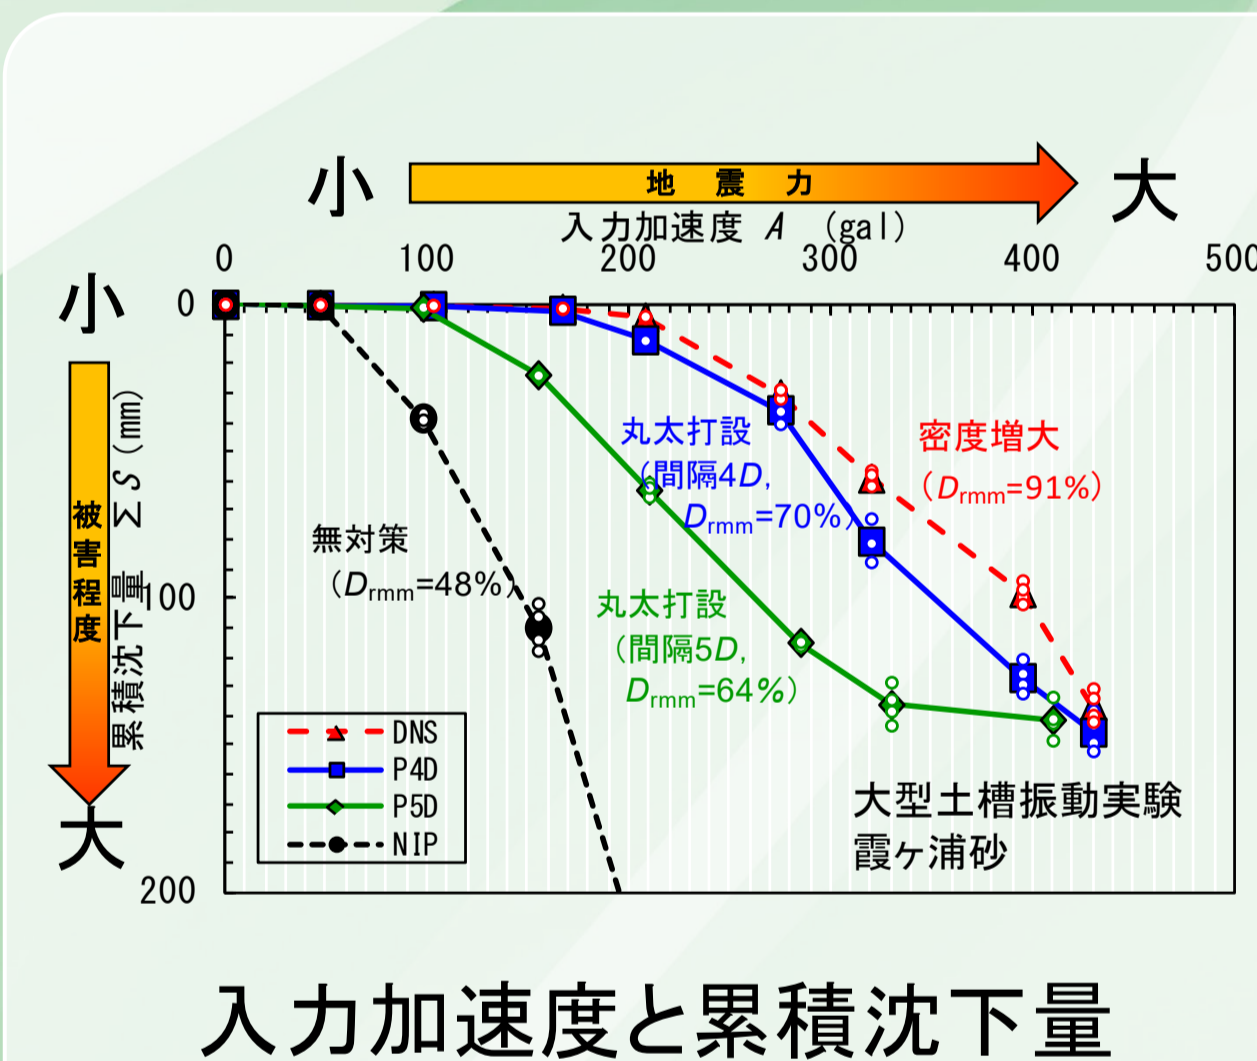 小 地震力 大
入力加速度 A (gal)
0 100 200 300 400 500
小
0
100
200
被害程度
累積沈下量 ΣS (mm)
大
丸太打設
(間隔4D,
Drmm=70%)
密度増大
(Drmm=91%)
無対策
(Drmm=48%)
丸太打設
(間隔5D,
Drmm=64%)
DNS
P4D
P5D
NIP
大型土槽振動実験
霞ヶ浦砂
入力加速度と累積沈下量